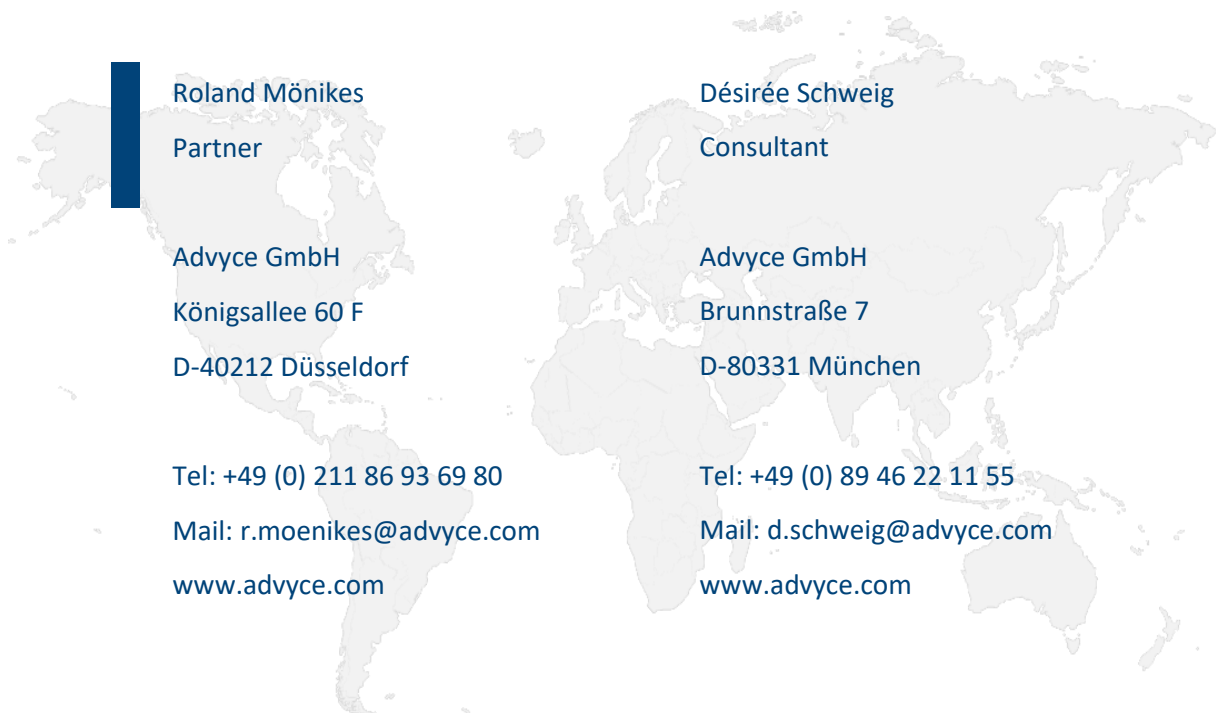 Roland Mönikes
Partner
Advyce GmbH
Königsallee 60 F
D-40212 Düsseldorf
Tel: +49 (0) 211 86 93 69 80
Mail: r.moenikes@advyce.com
www.advyce.com
Désirée Schweig
Consultant
Advyce GmbH
Brunnstraße 7
D-80331 München
Tel: +49 (0) 89 46 22 11 55
Mail: d.schweig@advyce.com
www.advyce.com